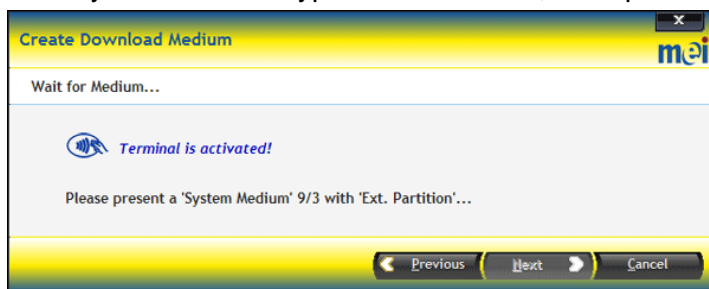 Create Download Medium
x
mei
Wait for Medium...
Terminal is activated!
Please present a 'System Medium' 9/3 with 'Ext. Partition'...
Previous
Next
Cancel